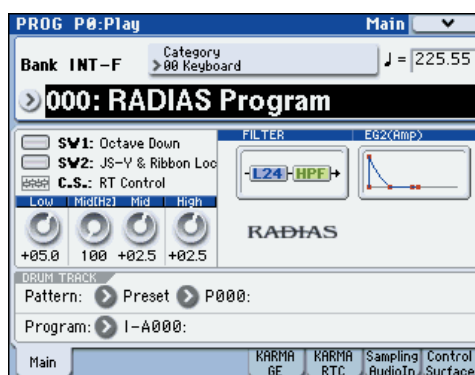 PROG P0:Play Main
Bank INT-F Category
00 Keyboard ♩= 225.55
000: RADIAS Program
SW1: Octave Down
SW2: JS-Y & Ribbon Loc
C.S.: RT Control
Low Mid[HZ] Mid High
+05.0 100 +02.5 +02.5
FILTER EG2(Amp)
L24 HPF
RADIAS
DRUM TRACK
Pattern: Preset P000:
Program: I-A000:
Main KARMA GE KARMA RTC Sampling AudioIn Control Surface